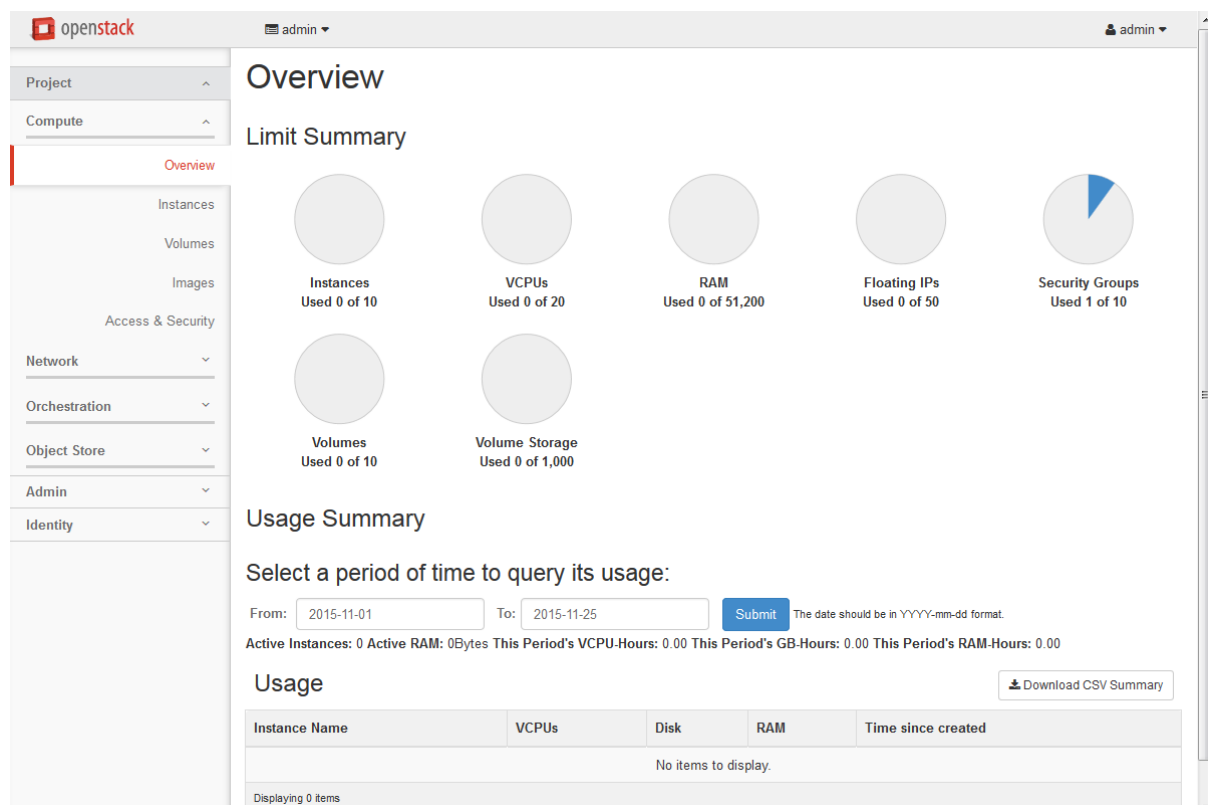 openstack
admin
admin
Project
Compute
Overview
Instances
Volumes
Images
Access & Security
Network
Orchestration
Object Store
Admin
Identity
Overview
Limit Summary
Instances
Used 0 of 10
VCPUs
Used 0 of 20
RAM
Used 0 of 51,200
Floating IPs
Used 0 of 50
Security Groups
Used 1 of 10
Volumes
Used 0 of 10
Volume Storage
Used 0 of 1,000
Usage Summary
Select a period of time to query its usage:
From: 2015-11-01 To: 2015-11-25 Submit The date should be in YYYY-mm-dd format.
Active Instances: 0 Active RAM: 0Bytes This Period's VCPU-Hours: 0.00 This Period's GB-Hours: 0.00 This Period's RAM-Hours: 0.00
Usage
Download CSV Summary
Instance Name VCPUs Disk RAM Time since created
No items to display.
Displaying 0 items